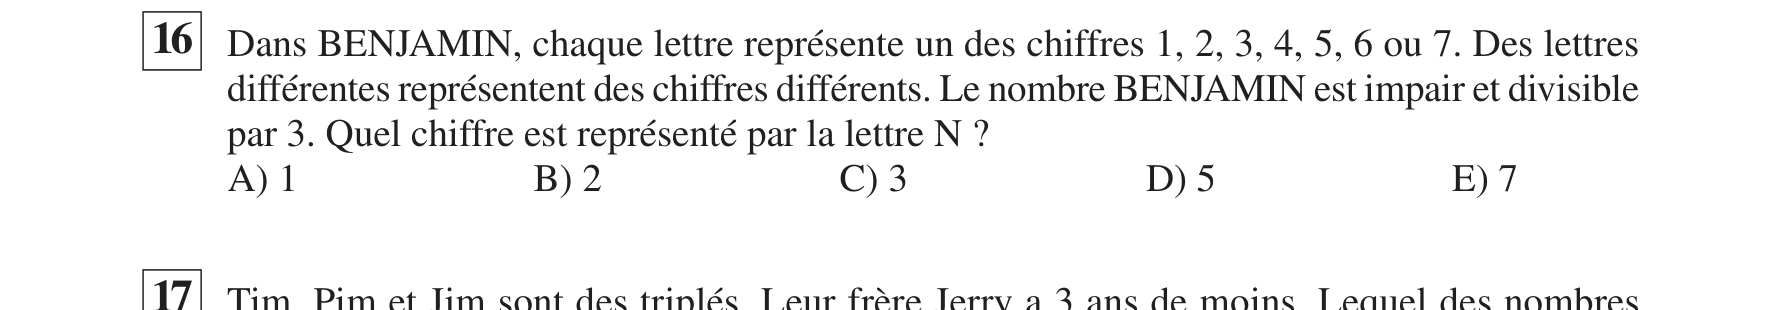 16 Dans BENJAMIN, chaque lettre représente un des chiffres 1, 2, 3, 4, 5, 6 ou 7. Des lettres
différentes représentent des chiffres différents. Le nombre BENJAMIN est impair et divisible
par 3. Quel chiffre est représenté par la lettre N ?
A) 1 B) 2 C) 3 D) 5 E) 7
17 Tim, Pim et Jim sont des triplés. Leur frère Jerry a 3 ans de moins. Lequel des nombres